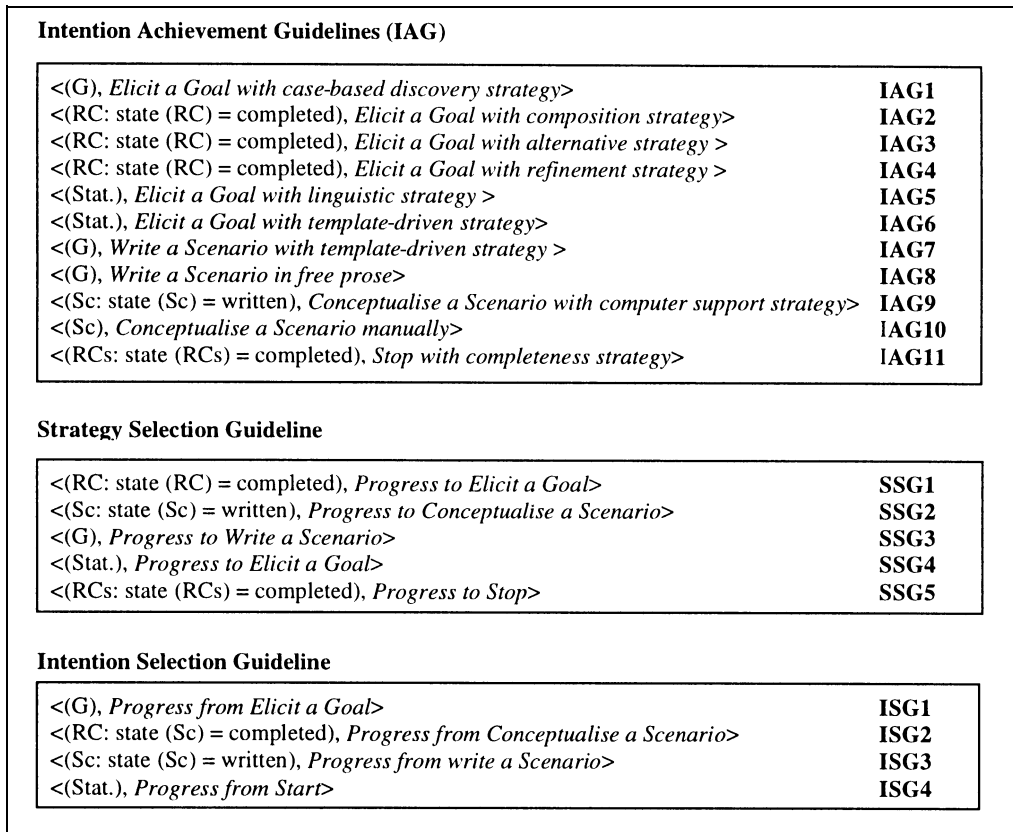 Intention Achievement Guidelines (IAG)
<(G), Elicit a Goal with case-based discovery strategy> IAG1
<(RC: state (RC) = completed), Elicit a Goal with composition strategy> IAG2
<(RC: state (RC) = completed), Elicit a Goal with alternative strategy > IAG3
<(RC: state (RC) = completed), Elicit a Goal with refinement strategy > IAG4
<(Stat.), Elicit a Goal with linguistic strategy > IAG5
<(Stat.), Elicit a Goal with template-driven strategy> IAG6
<(G), Write a Scenario with template-driven strategy > IAG7
<(G), Write a Scenario in free prose> IAG8
<(Sc: state (Sc) = written), Conceptualise a Scenario with computer support strategy> IAG9
<(Sc), Conceptualise a Scenario manually> IAG10
<(RCs: state (RCs) = completed), Stop with completeness strategy> IAG11
Strategy Selection Guideline
<(RC: state (RC) = completed), Progress to Elicit a Goal> SSG1
<(Sc: state (Sc) = written), Progress to Conceptualise a Scenario> SSG2
<(G), Progress to Write a Scenario> SSG3
<(Stat.), Progress to Elicit a Goal> SSG4
<(RCs: state (RCs) = completed), Progress to Stop> SSG5
Intention Selection Guideline
<(G), Progress from Elicit a Goal> ISG1
<(RC: state (Sc) = completed), Progress from Conceptualise a Scenario> ISG2
<(Sc: state (Sc) = written), Progress from write a Scenario> ISG3
<(Stat.), Progress from Start> ISG4